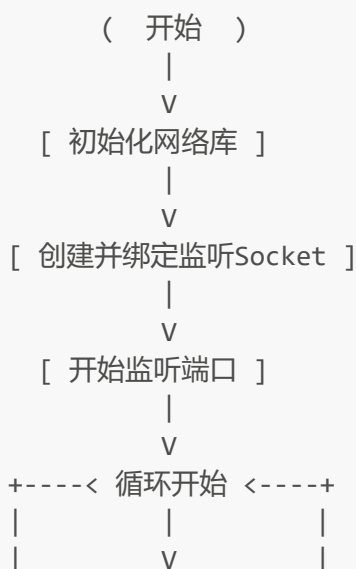 ( 开始 )
|
V
[ 初始化网络库 ]
|
V
[ 创建并绑定监听Socket ]
|
V
[ 开始监听端口 ]
|
V
+----< 循环开始 <----+
| | |
| V |